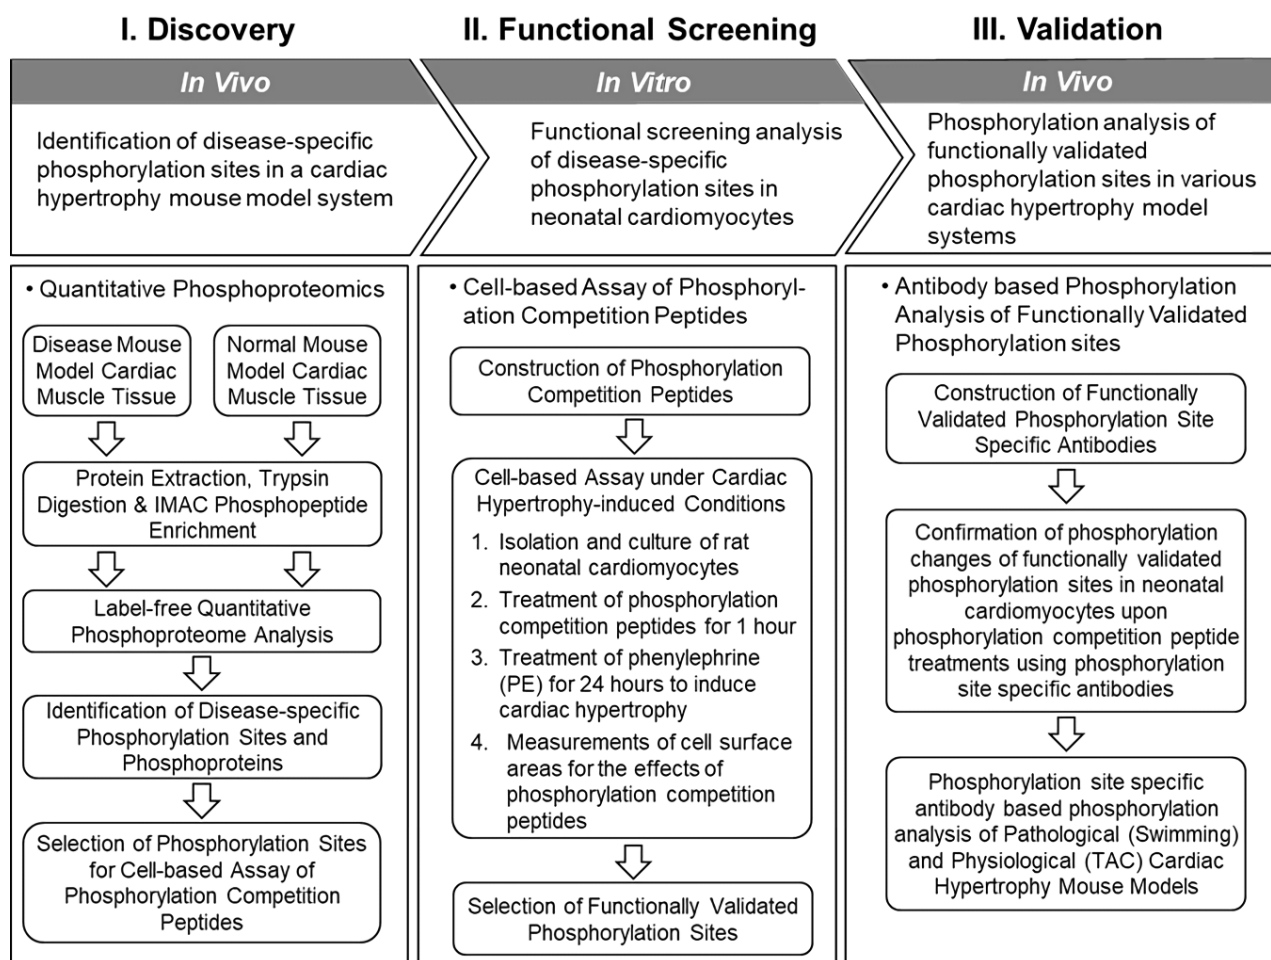 I. Discovery
In Vivo
Identification of disease-specific
phosphorylation sites in a cardiac
hypertrophy mouse model system
• Quantitative Phosphoproteomics
Disease Mouse
Model Cardiac
Muscle Tissue
Normal Mouse
Model Cardiac
Muscle Tissue
Protein Extraction, Trypsin
Digestion & IMAC Phosphopeptide
Enrichment
Label-free Quantitative
Phosphoproteome Analysis
Identification of Disease-specific
Phosphorylation Sites and
Phosphoproteins
Selection of Phosphorylation Sites
for Cell-based Assay of
Phosphorylation Competition
Peptides
II. Functional Screening
In Vitro
Functional screening analysis
of disease-specific
phosphorylation sites in
neonatal cardiomyocytes
• Cell-based Assay of Phosphoryl-
ation Competition Peptides
Construction of Phosphorylation
Competition Peptides
Cell-based Assay under Cardiac
Hypertrophy-induced Conditions
1. Isolation and culture of rat
neonatal cardiomyocytes
2. Treatment of phosphorylation
competition peptides for 1 hour
3. Treatment of phenylephrine
(PE) for 24 hours to induce
cardiac hypertrophy
4. Measurements of cell surface
areas for the effects of
phosphorylation competition
peptides
Selection of Functionally Validated
Phosphorylation Sites
III. Validation
In Vivo
Phosphorylation analysis of
functionally validated
phosphorylation sites in various
cardiac hypertrophy model
systems
• Antibody based Phosphorylation
Analysis of Functionally Validated
Phosphorylation sites
Construction of Functionally
Validated Phosphorylation Site
Specific Antibodies
Confirmation of phosphorylation
changes of functionally validated
phosphorylation sites in neonatal
cardiomyocytes upon
phosphorylation competition peptide
treatments using phosphorylation
site specific antibodies
Phosphorylation site specific
antibody based phosphorylation
analysis of Pathological (Swimming)
and Physiological (TAC) Cardiac
Hypertrophy Mouse Models